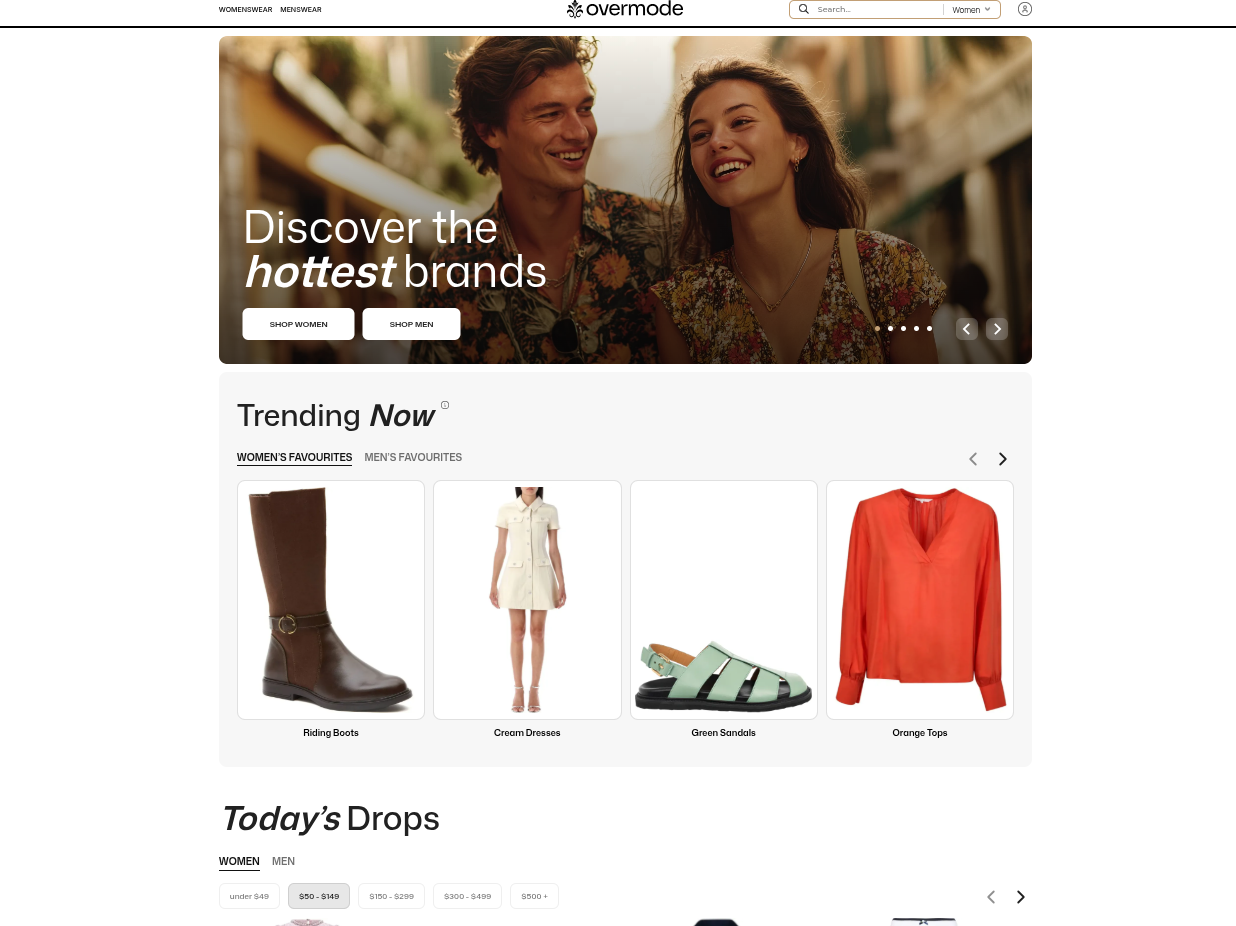 WOMENSWEAR MENSWEAR
overmode
Search...
Women
Discover the
hottest brands
SHOP WOMEN
SHOP MEN
Trending Now
WOMEN'S FAVOURITES
MEN'S FAVOURITES
Riding Boots
Cream Dresses
Green Sandals
Orange Tops
Today's Drops
WOMEN
MEN
under $49
$50 - $149
$150 - $299
$300 - $499
$500 +